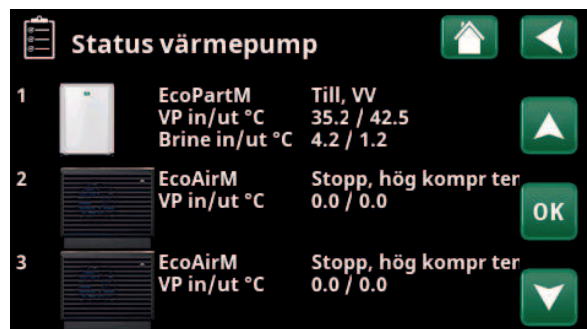 Status värmepump
1 EcoPartM Till, VV
VP in/ut °C 35.2 / 42.5
Brine in/ut °C 4.2 / 1.2
2 EcoAirM Stopp, hög kompr ter
VP in/ut °C 0.0 / 0.0
OK
3 EcoAirM Stopp, hög kompr ter
VP in/ut °C 0.0 / 0.0